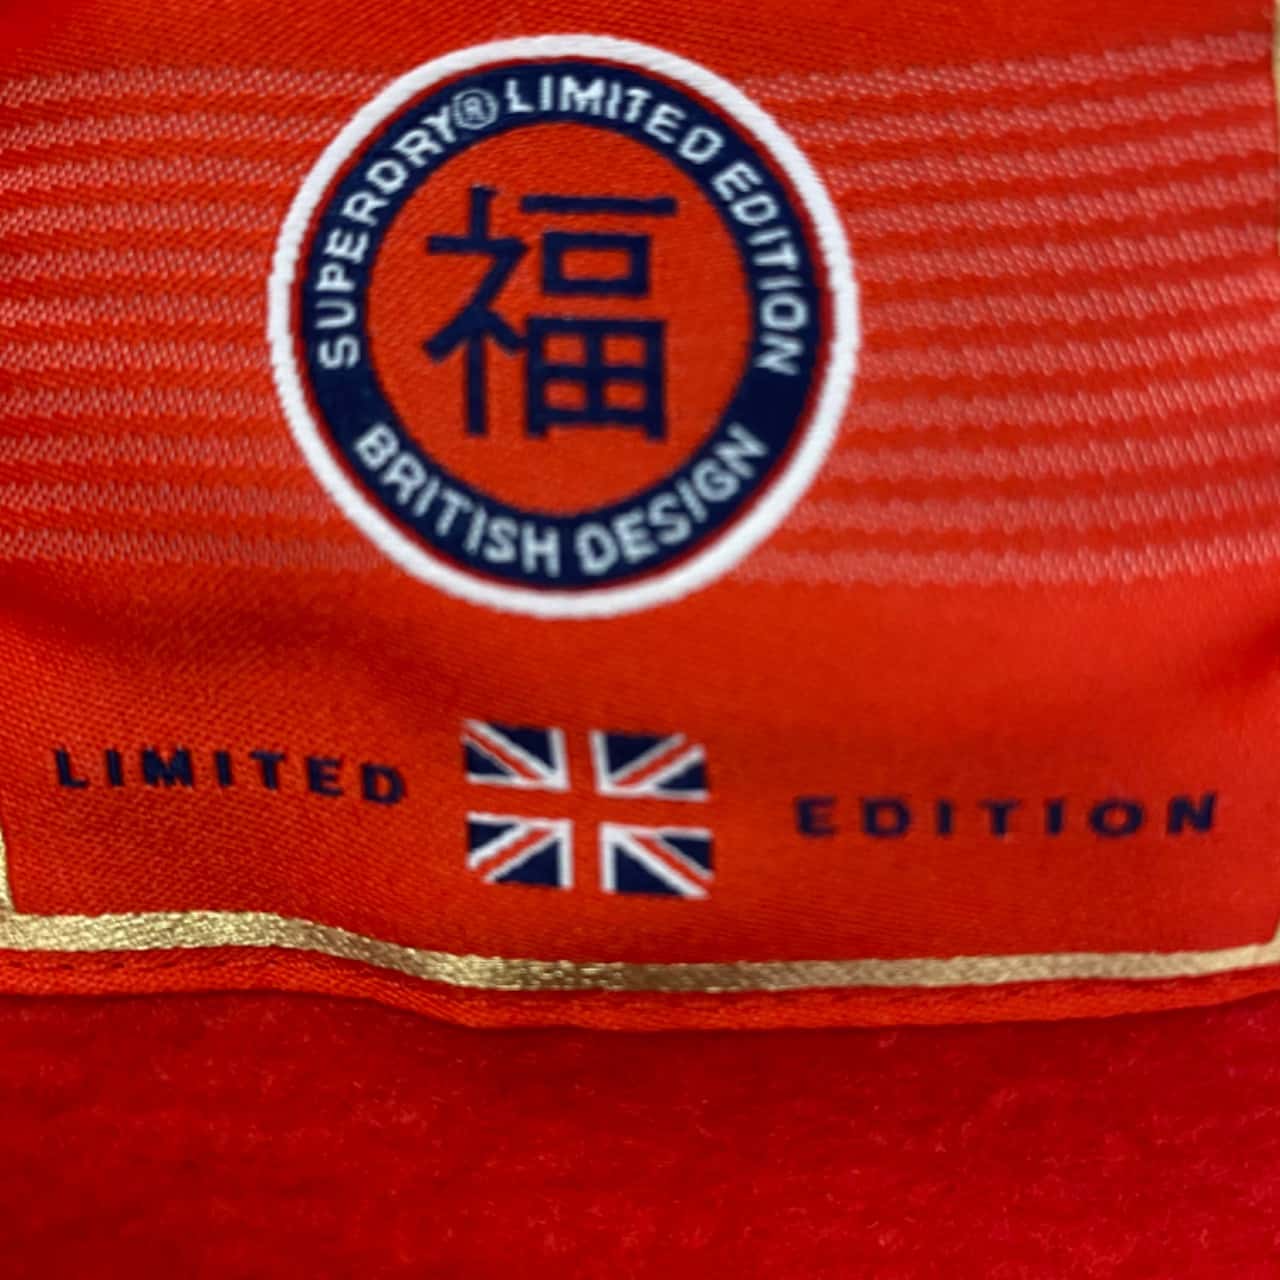 SUPERDRY® LIMITED EDITION
福
BRITISH DESIGN
LIMITED EDITION